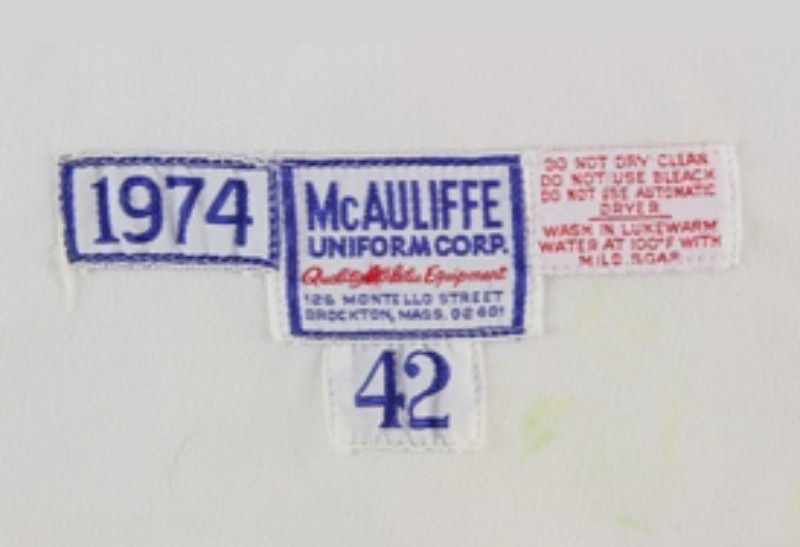 1974
McAULIFFE
UNIFORM CORP.
Quality Athletic Equipment
126 MONTELLO STREET
BROCKTON, MASS. 02401
42
DO NOT DRY CLEAN
DO NOT USE BLEACH
DO NOT USE AUTOMATIC
DRYER
WASH IN LUKEWARM
WATER AT 100°F WITH
MILD SOAP